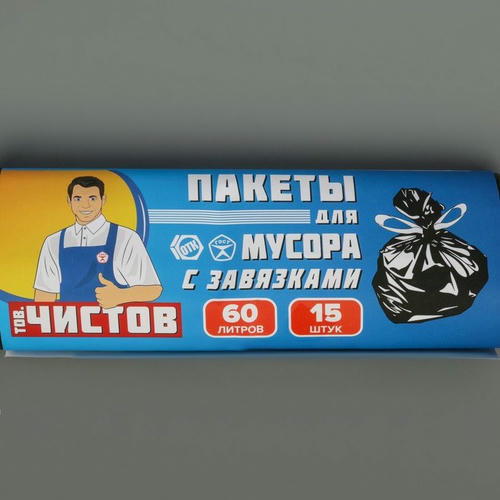 ПАКЕТЫ
для
ОТК ГОСТ МУСОРА
С ЗАВЯЗКАМИ
ТОВ. ЧИСТОВ
60 ЛИТРОВ
15 ШТУК